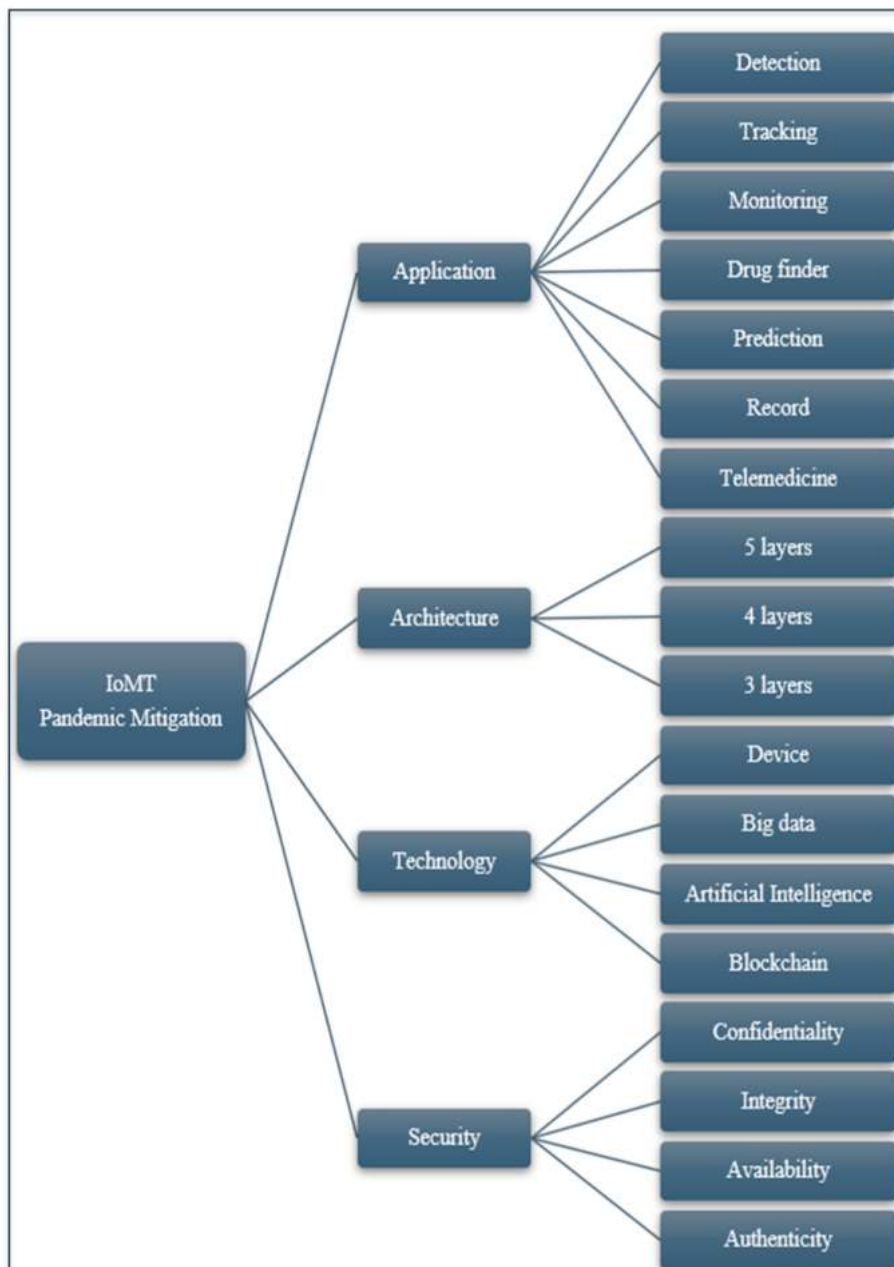 Detection
Tracking
Monitoring
Application
Drug finder
Prediction
Record
Telemedicine
5 layers
Architecture
4 layers
3 layers
IoMT
Pandemic Mitigation
Device
Big data
Technology
Artificial Intelligence
Blockchain
Confidentiality
Integrity
Security
Availability
Authenticity